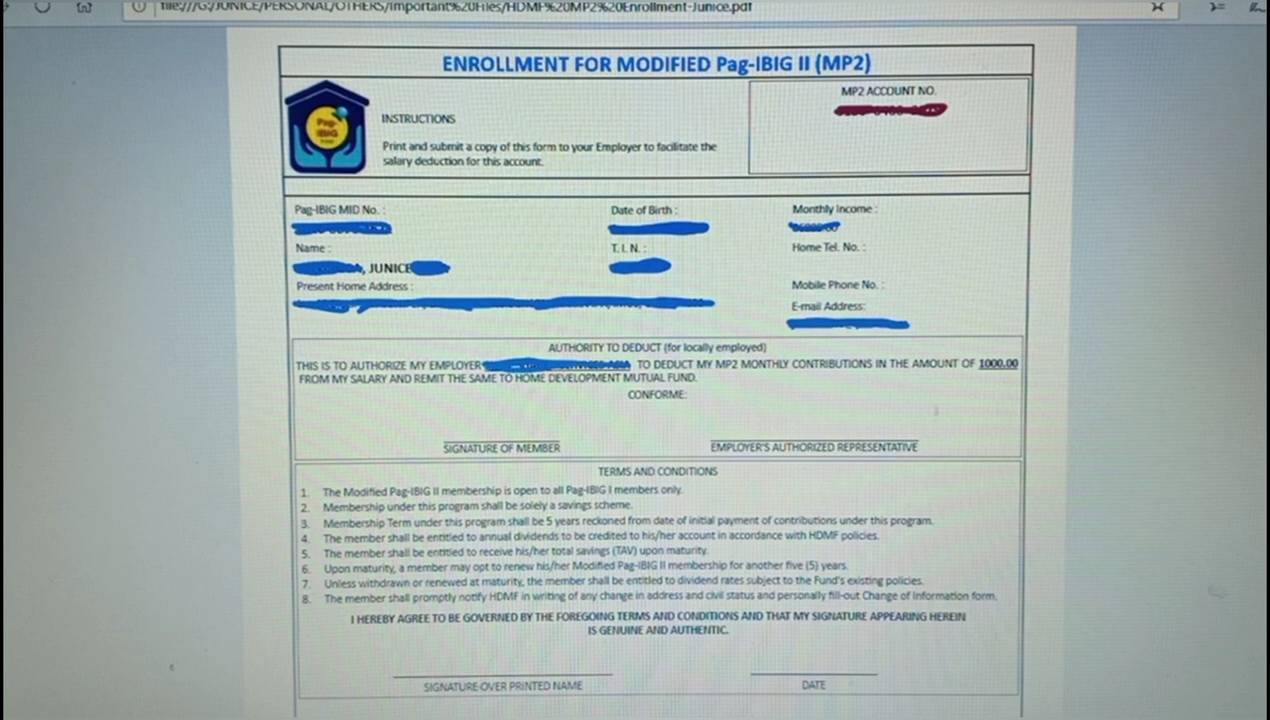 file:///G:/JUNICE/PERSONAL/OTHERS/Important%20Files/HDMF%20MP2%20Enrollment-Junice.pdf
ENROLLMENT FOR MODIFIED Pag-IBIG II (MP2)
MP2 ACCOUNT NO.
Pag-
IBIG
INSTRUCTIONS
Print and submit a copy of this form to your Employer to facilitate the
salary deduction for this account.
Pag-IBIG MID No. :
Date of Birth :
Monthly Income :
Name :
T.I.N. :
Home Tel. No. :
, JUNICE
Present Home Address :
Mobile Phone No. :
E-mail Address:
AUTHORITY TO DEDUCT (for locally employed)
THIS IS TO AUTHORIZE MY EMPLOYER TO DEDUCT MY MP2 MONTHLY CONTRIBUTIONS IN THE AMOUNT OF 1000.00
FROM MY SALARY AND REMIT THE SAME TO HOME DEVELOPMENT MUTUAL FUND.
CONFORME:
SIGNATURE OF MEMBER
EMPLOYER'S AUTHORIZED REPRESENTATIVE
TERMS AND CONDITIONS
1. The Modified Pag-IBIG II membership is open to all Pag-IBIG I members only.
2. Membership under this program shall be solely a savings scheme.
3. Membership Term under this program shall be 5 years reckoned from date of initial payment of contributions under this program.
4. The member shall be entitled to annual dividends to be credited to his/her account in accordance with HDMF policies.
5. The member shall be entitled to receive his/her total savings (TAV) upon maturity.
6. Upon maturity, a member may opt to renew his/her Modified Pag-IBIG II membership for another five (5) years.
7. Unless withdrawn or renewed at maturity, the member shall be entitled to dividend rates subject to the Fund's existing policies.
8. The member shall promptly notify HDMF in writing of any change in address and civil status and personally fill-out Change of Information form.
I HEREBY AGREE TO BE GOVERNED BY THE FOREGOING TERMS AND CONDITIONS AND THAT MY SIGNATURE APPEARING HEREIN
IS GENUINE AND AUTHENTIC.
SIGNATURE OVER PRINTED NAME
DATE